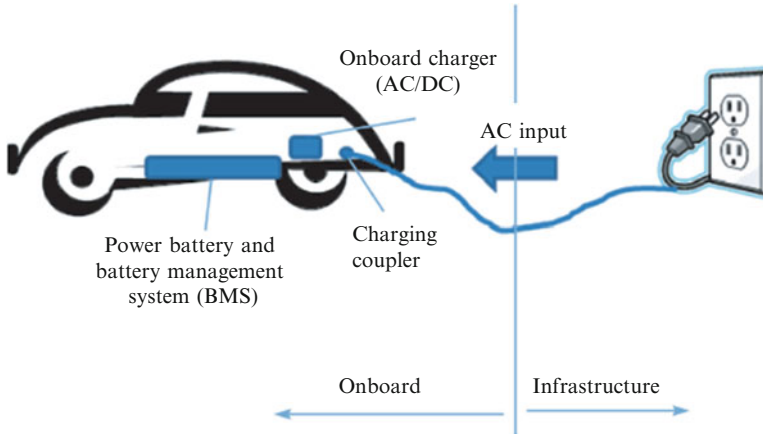 Onboard charger
(AC/DC)
AC input
Power battery and
battery management
system (BMS)
Charging
coupler
Onboard
Infrastructure